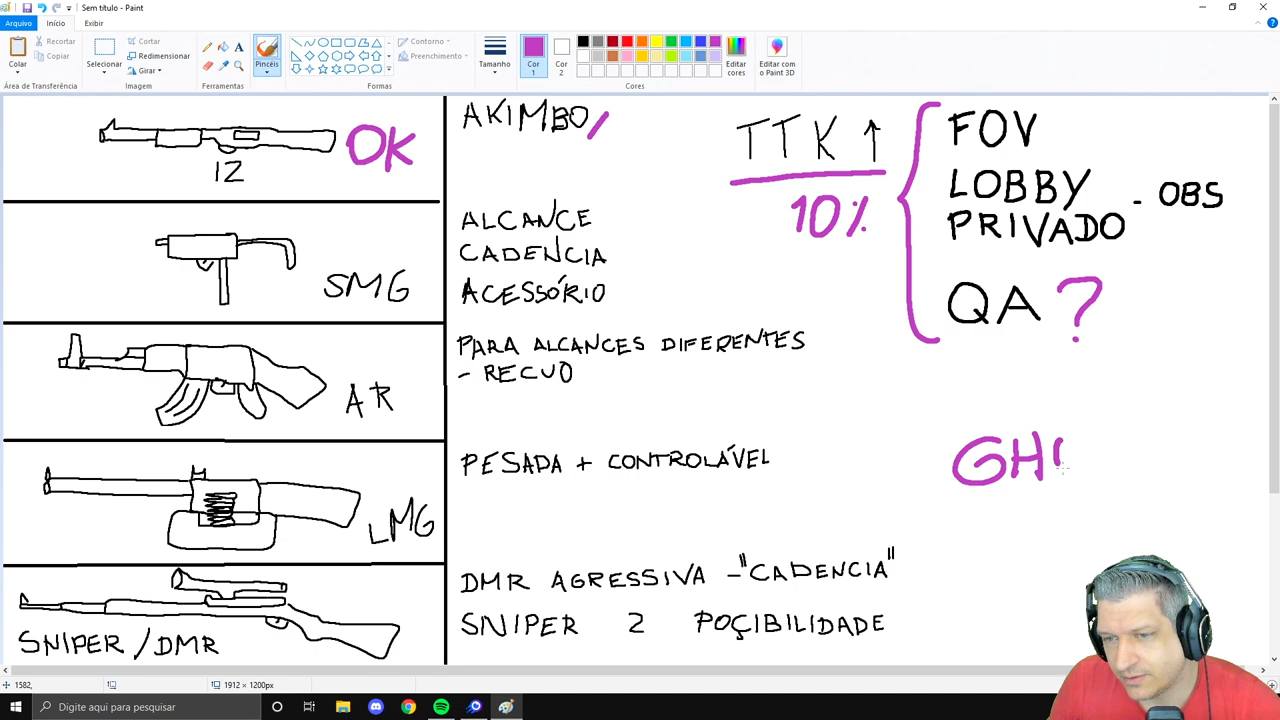 Sem título - Paint
Arquivo
Início
Exibir
Colar
Recortar
Copiar
Área de Transferência
Selecionar
Cortar
Redimensionar
Girar
Imagem
A
Ferramentas
Pincéis
Contorno
Preenchimento
Formas
Tamanho
Cor
1
Cor
2
Editar
cores
Cores
Editar com
o Paint 3D
12
OK
AKIMBO/
TTK ↑
10%
FOV
LOBBY
PRIVADO - OBS
QA ?
SMG
ALCANCE
CADENCIA
ACESSÓRIO
AR
PARA ALCANCES DIFERENTES
- RECUO
LMG
PESADA + CONTROLÁVEL
GH
SNIPER / DMR
DMR AGRESSIVA - "CADENCIA"
SNIPER 2 POÇIBILIDADE
1582,
1912 × 1200px
Digite aqui para pesquisar